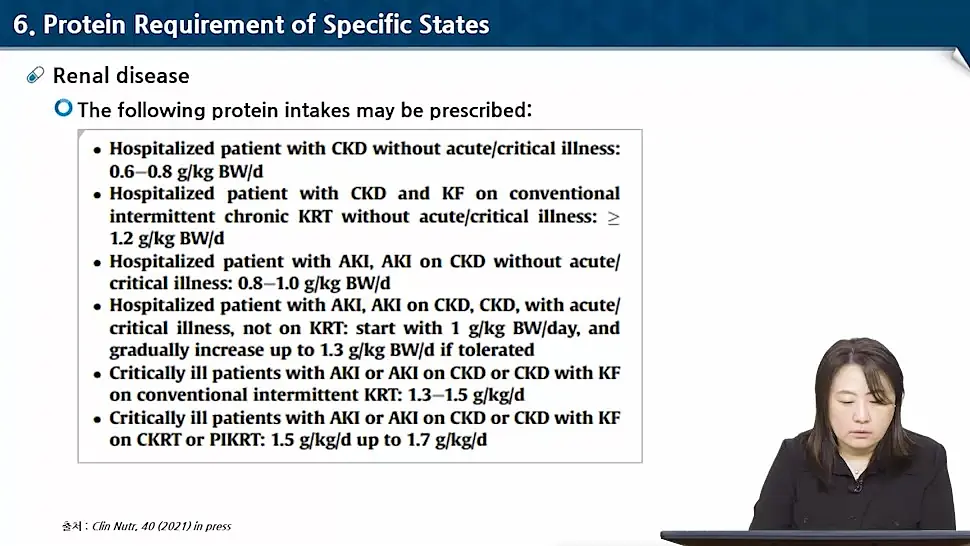 6. Protein Requirement of Specific States
Renal disease
The following protein intakes may be prescribed:
• Hospitalized patient with CKD without acute/critical illness:
0.6–0.8 g/kg BW/d
• Hospitalized patient with CKD and KF on conventional
intermittent chronic KRT without acute/critical illness: ≥
1.2 g/kg BW/d
• Hospitalized patient with AKI, AKI on CKD without acute/
critical illness: 0.8–1.0 g/kg BW/d
• Hospitalized patient with AKI, AKI on CKD, CKD, with acute/
critical illness, not on KRT: start with 1 g/kg BW/day, and
gradually increase up to 1.3 g/kg BW/d if tolerated
• Critically ill patients with AKI or AKI on CKD or CKD with KF
on conventional intermittent KRT: 1.3–1.5 g/kg/d
• Critically ill patients with AKI or AKI on CKD or CKD with KF
on CKRT or PIKRT: 1.5 g/kg/d up to 1.7 g/kg/d
출처 : Clin Nutr, 40 (2021) in press